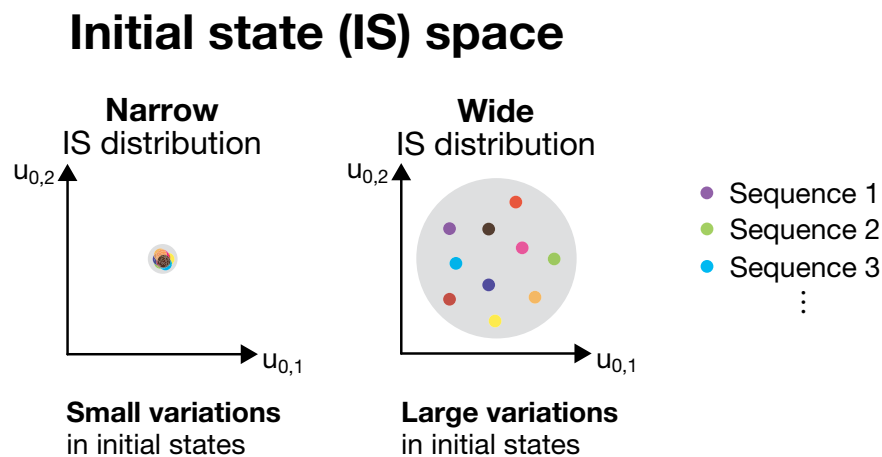 Initial state (IS) space
Narrow
IS distribution
u0,2
u0,1
Small variations
in initial states
Wide
IS distribution
u0,2
u0,1
Large variations
in initial states
Sequence 1
Sequence 2
Sequence 3
⋮